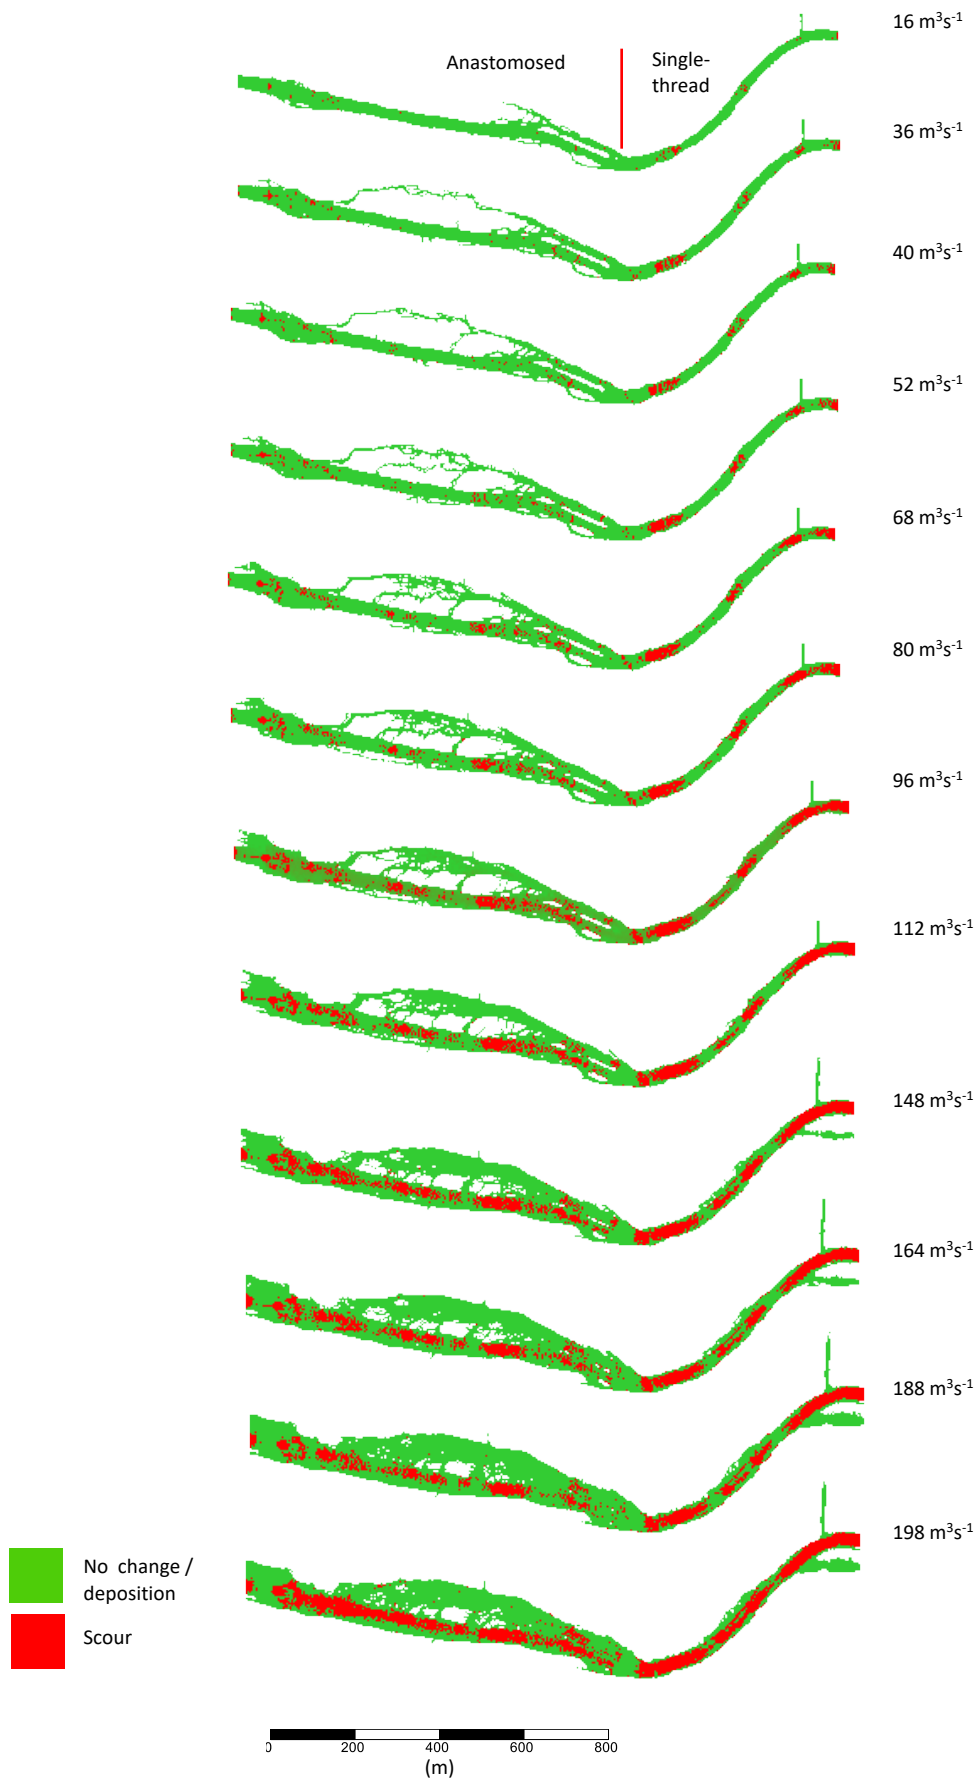 16 m³s⁻¹
Anastomosed
Single-
thread
36 m³s⁻¹
40 m³s⁻¹
52 m³s⁻¹
68 m³s⁻¹
80 m³s⁻¹
96 m³s⁻¹
112 m³s⁻¹
148 m³s⁻¹
164 m³s⁻¹
188 m³s⁻¹
198 m³s⁻¹
No change /
deposition
Scour
0 200 400 600 800
(m)